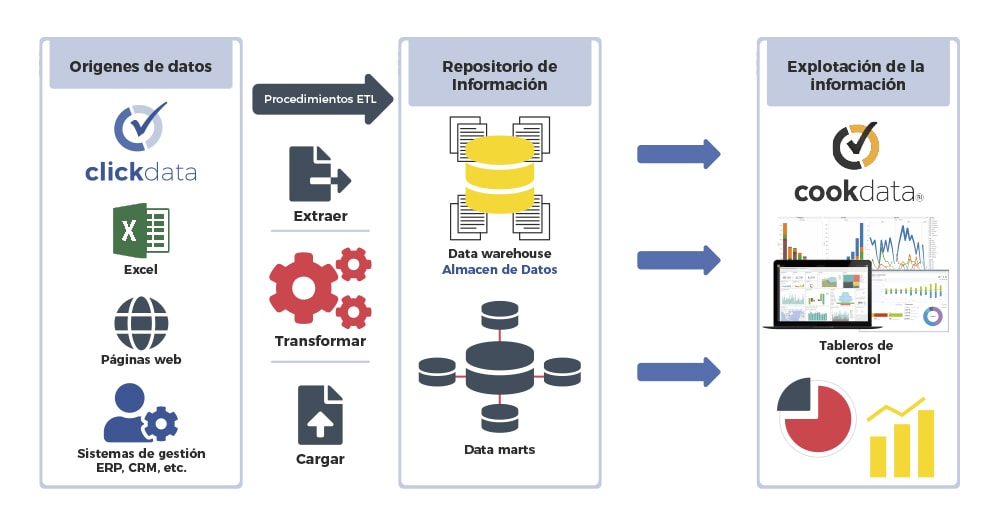 Origenes de datos
clickdata
X
Excel
Páginas web
Sistemas de gestión
ERP, CRM, etc.
Procedimientos ETL
Extraer
Transformar
Cargar
Repositorio de
Información
Data warehouse
Almacen de Datos
Data marts
Explotación de la
información
cookdata®
Tableros de
control